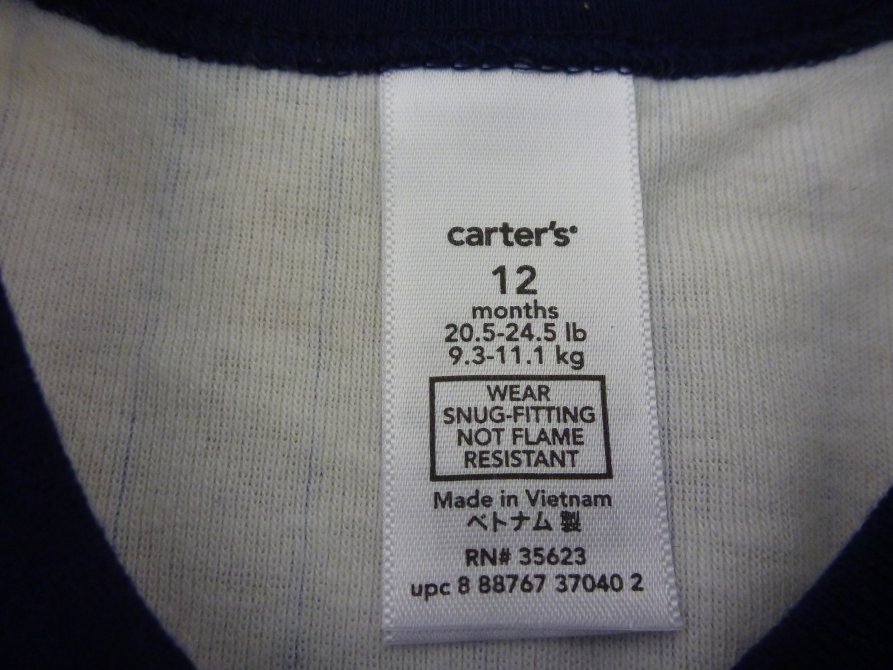 carter's®
12
months
20.5-24.5 lb
9.3-11.1 kg
WEAR
SNUG-FITTING
NOT FLAME
RESISTANT
Made in Vietnam
ベトナム製
RN# 35623
upc 8 88767 37040 2